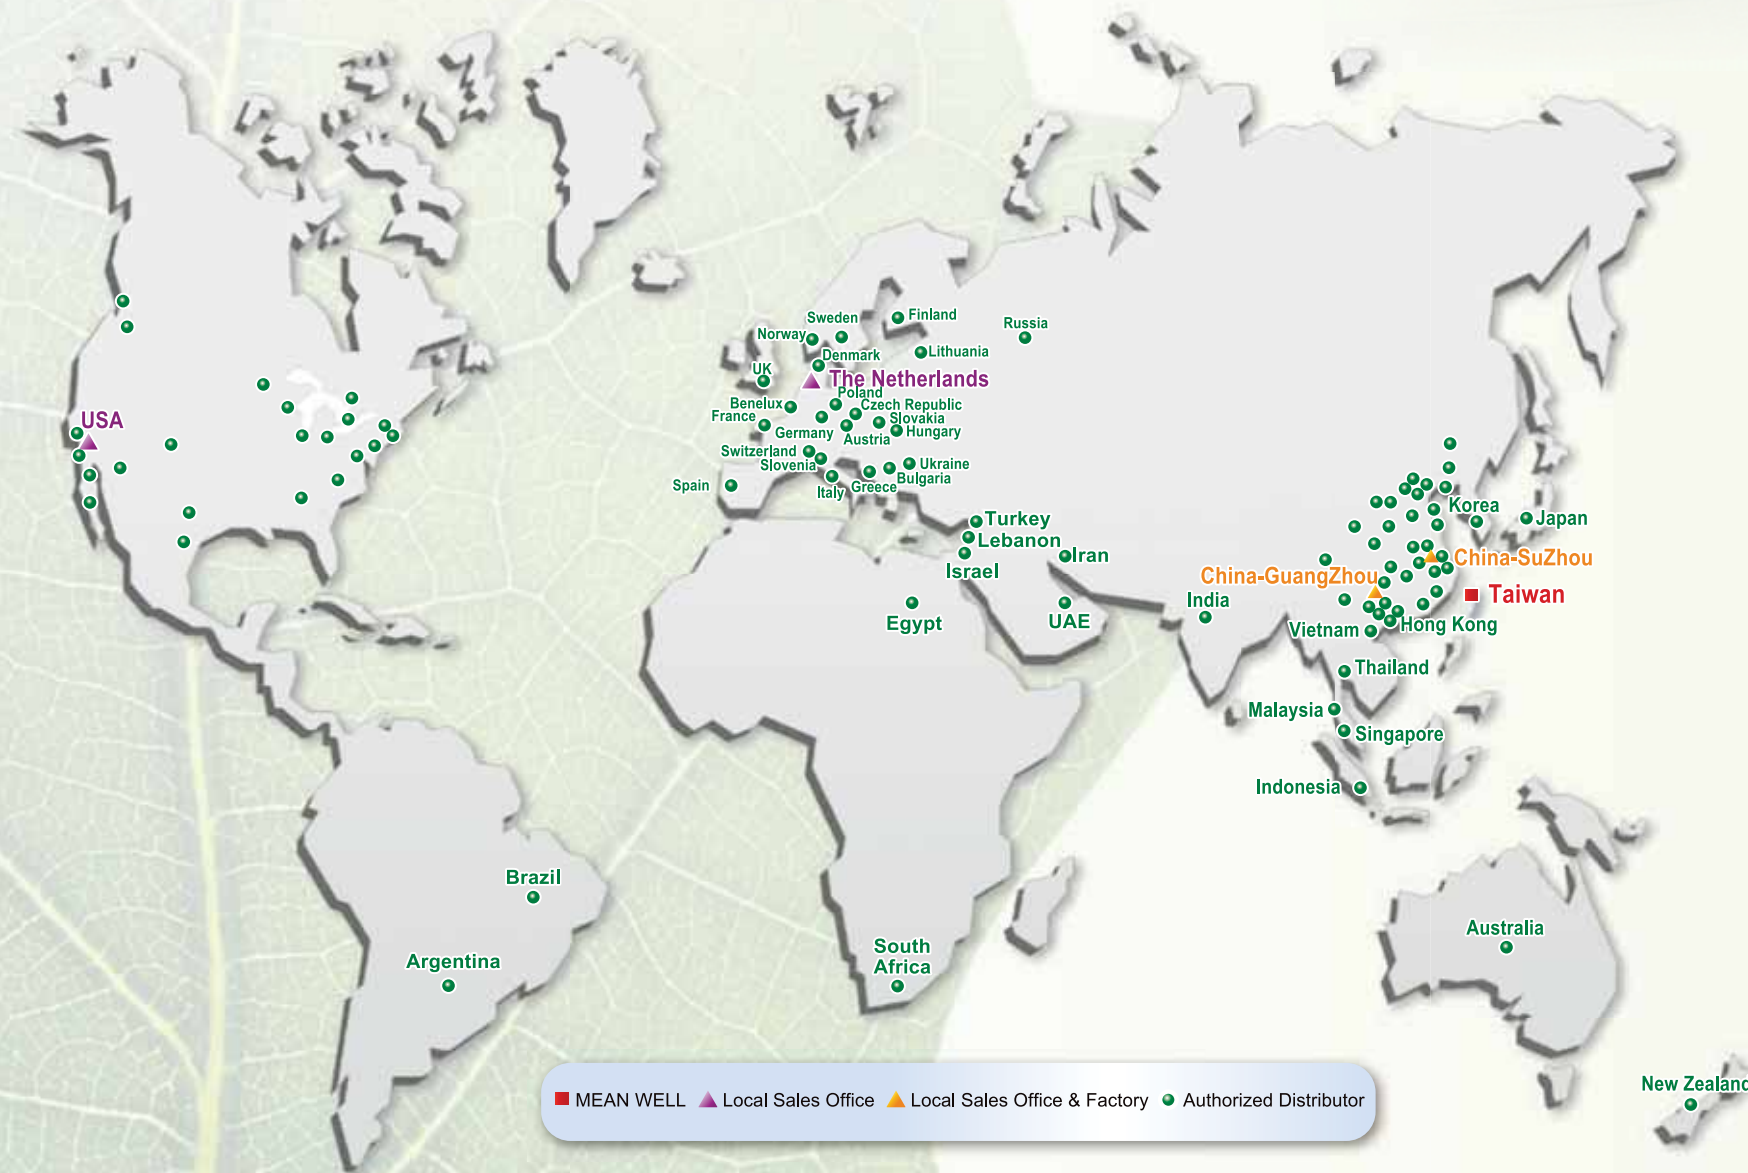 Sweden
Finland
Norway
Russia
Denmark
Lithuania
UK
The Netherlands
Poland
Benelux
Czech Republic
France
Slovakia
Germany
Austria
Hungary
USA
Switzerland
Slovenia
Ukraine
Bulgaria
Spain
Italy
Greece
Korea
Turkey
Japan
Lebanon
Iran
China-SuZhou
Israel
China-GuangZhou
India
Taiwan
Egypt
UAE
Vietnam
Hong Kong
Thailand
Malaysia
Singapore
Indonesia
Brazil
Australia
South
Africa
Argentina
New Zealand
MEAN WELL
Local Sales Office
Local Sales Office & Factory
Authorized Distributor